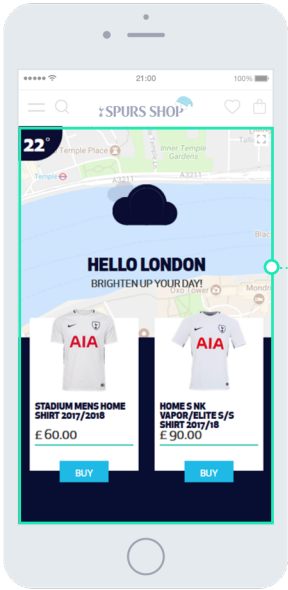 21:00
100%
SPURS SHOP
22°
Temple Place
Inner Temple
Gardens
Temple
A3211
A3211
HELLO LONDON
BRIGHTEN UP YOUR DAY!
Oxo Tower
AIA
AIA
STADIUM MENS HOME
SHIRT 2017/2018
£60.00
BUY
HOME S NK
VAPOR/ELITE S/S
SHIRT 2017/18
£90.00
BUY